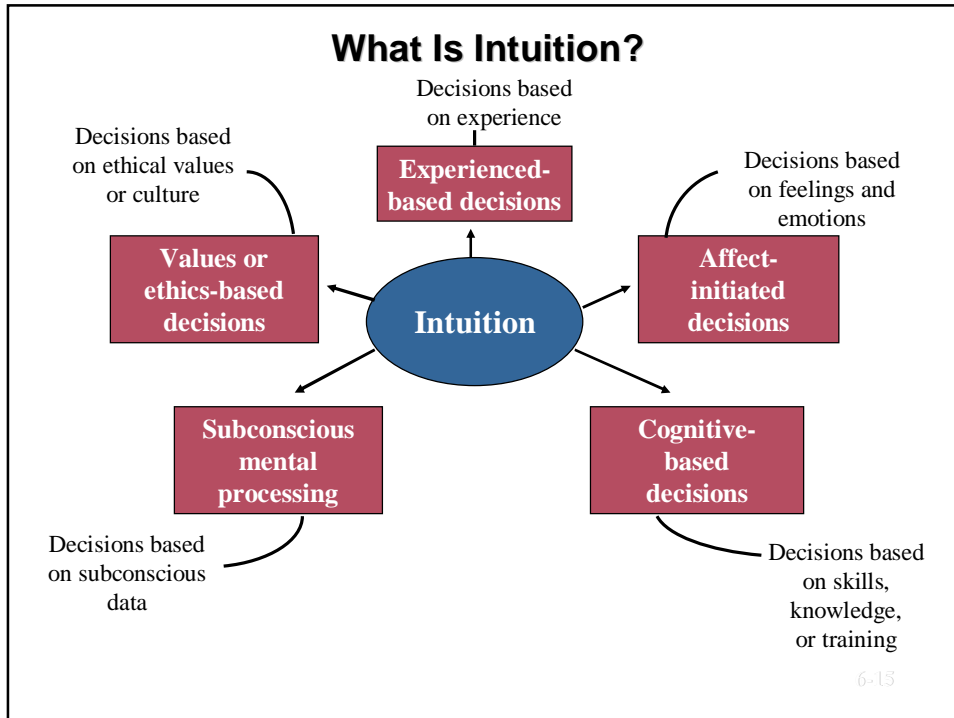 What Is Intuition?
Decisions based
on experience
Decisions based
on ethical values
or culture
Experienced-
based decisions
Decisions based
on feelings and
emotions
Values or
ethics-based
decisions
Intuition
Affect-
initiated
decisions
Subconscious
mental
processing
Cognitive-
based
decisions
Decisions based
on subconscious
data
Decisions based
on skills,
knowledge,
or training
6-15